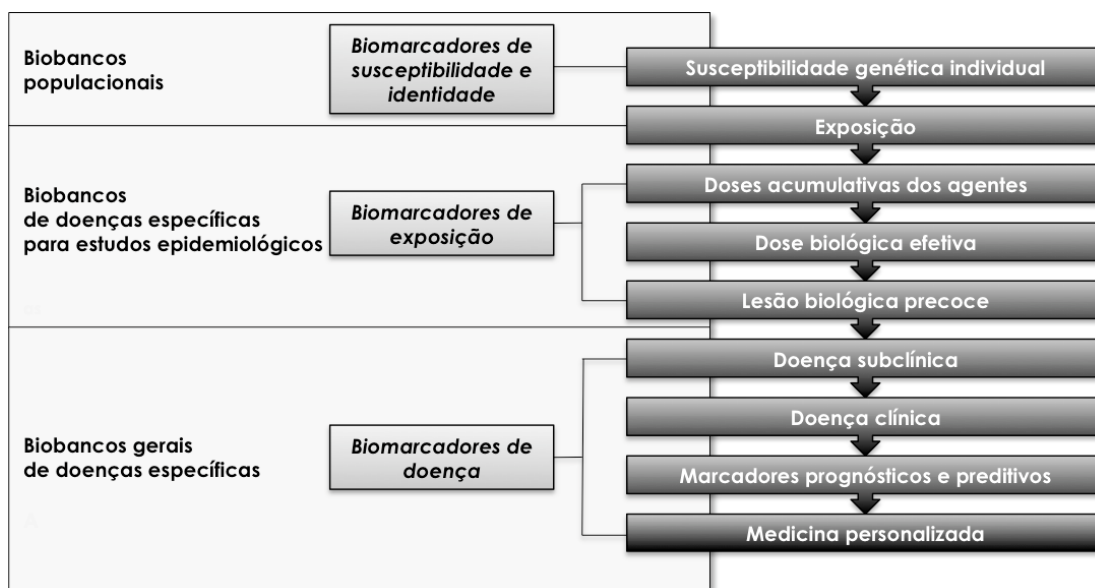 Biobancos
populacionais
Biomarcadores de
susceptibilidade e
identidade
Susceptibilidade genética individual
Exposição
Biobancos
de doenças específicas
para estudos epidemiológicos
Biomarcadores de
exposição
Doses acumulativas dos agentes
Dose biológica efetiva
Lesão biológica precoce
Biobancos gerais
de doenças específicas
Biomarcadores de
doença
Doença subclínica
Doença clínica
Marcadores prognósticos e preditivos
Medicina personalizada